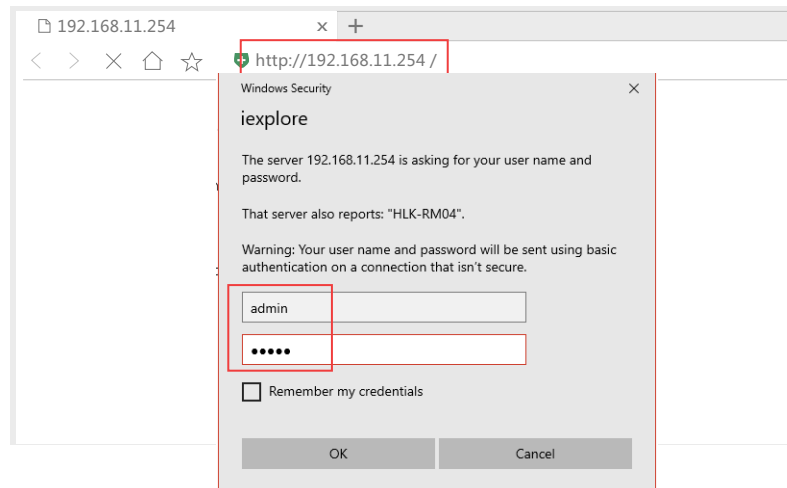 192.168.11.254
http://192.168.11.254 /
Windows Security
iexplore
The server 192.168.11.254 is asking for your user name and
password.
That server also reports: "HLK-RM04".
Warning: Your user name and password will be sent using basic
authentication on a connection that isn't secure.
admin
•••••
Remember my credentials
OK Cancel